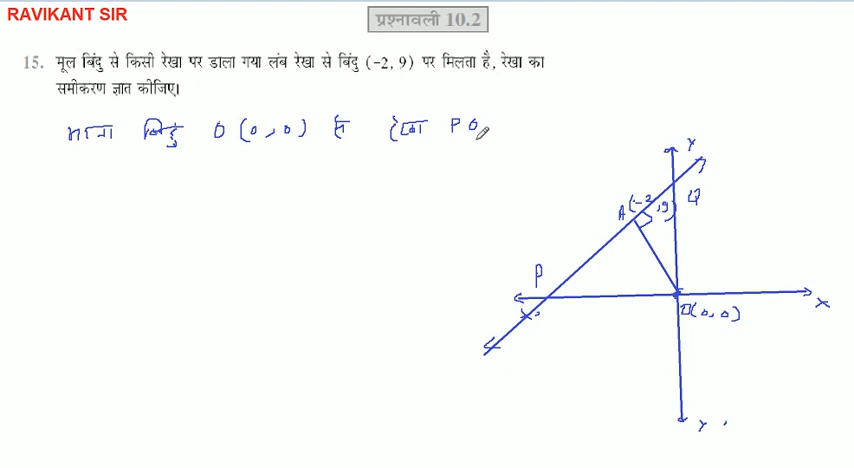 RAVIKANT SIR
प्रश्नावली 10.2
15. मूल बिंदु से किसी रेखा पर डाला गया लंब रेखा से बिंदु (–2, 9) पर मिलता है, रेखा का
समीकरण ज्ञात कीजिए।
माना बिंदु O (0,0) से रेखा PQ
Y
A(-2,9)
Q
P
X'
O(0,0)
X
Y'